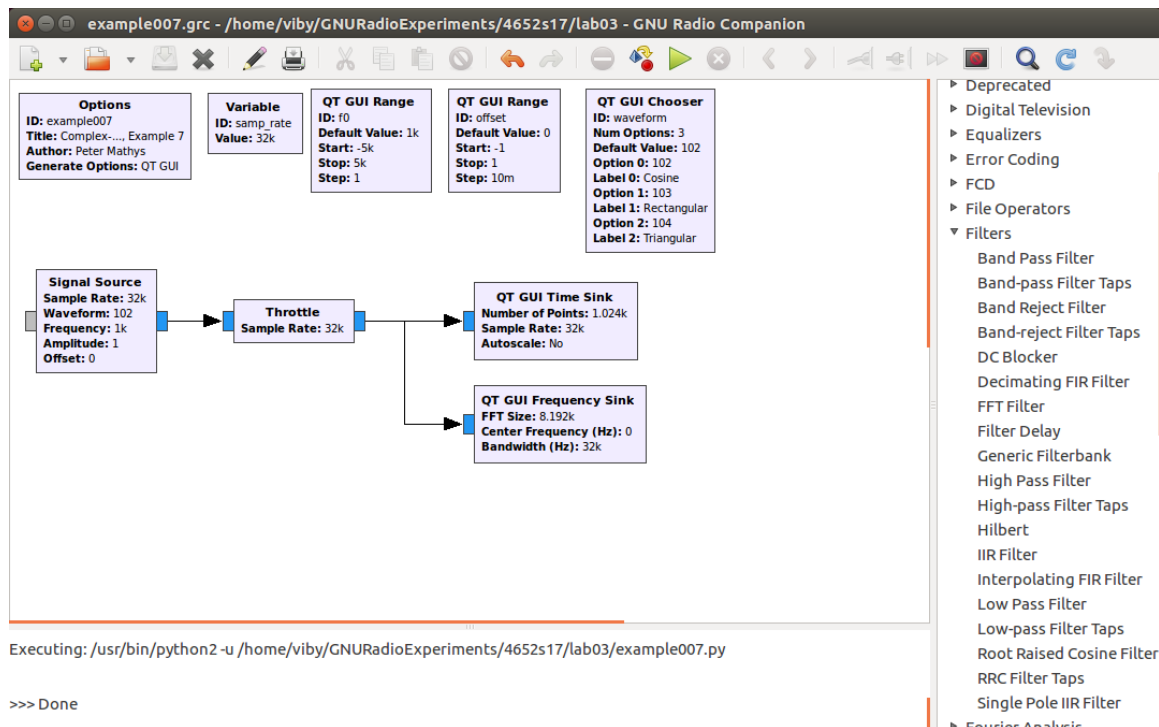 example007.grc - /home/viby/GNURadioExperiments/4652s17/lab03 - GNU Radio Companion
Options
ID: example007
Title: Complex-..., Example 7
Author: Peter Mathys
Generate Options: QT GUI
Variable
ID: samp_rate
Value: 32k
QT GUI Range
ID: f0
Default Value: 1k
Start: -5k
Stop: 5k
Step: 1
QT GUI Range
ID: offset
Default Value: 0
Start: -1
Stop: 1
Step: 10m
QT GUI Chooser
ID: waveform
Num Options: 3
Default Value: 102
Option 0: 102
Label 0: Cosine
Option 1: 103
Label 1: Rectangular
Option 2: 104
Label 2: Triangular
Signal Source
Sample Rate: 32k
Waveform: 102
Frequency: 1k
Amplitude: 1
Offset: 0
Throttle
Sample Rate: 32k
QT GUI Time Sink
Number of Points: 1.024k
Sample Rate: 32k
Autoscale: No
QT GUI Frequency Sink
FFT Size: 8.192k
Center Frequency (Hz): 0
Bandwidth (Hz): 32k
Deprecated
Digital Television
Equalizers
Error Coding
FCD
File Operators
Filters
Band Pass Filter
Band-pass Filter Taps
Band Reject Filter
Band-reject Filter Taps
DC Blocker
Decimating FIR Filter
FFT Filter
Filter Delay
Generic Filterbank
High Pass Filter
High-pass Filter Taps
Hilbert
IIR Filter
Interpolating FIR Filter
Low Pass Filter
Low-pass Filter Taps
Root Raised Cosine Filter
RRC Filter Taps
Single Pole IIR Filter
Fourier Analysis
Executing: /usr/bin/python2 -u /home/viby/GNURadioExperiments/4652s17/lab03/example007.py
>>> Done